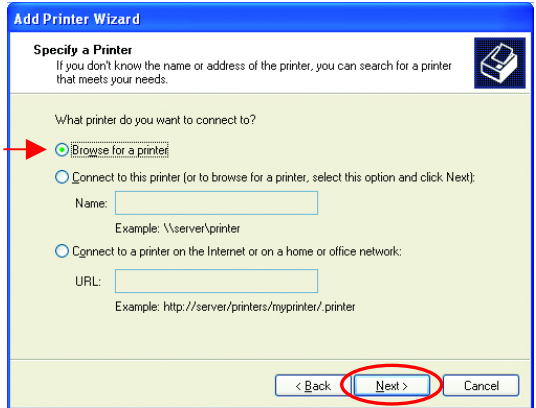 Add Printer Wizard
Specify a Printer
If you don't know the name or address of the printer, you can search for a printer
that meets your needs.
What printer do you want to connect to?
Browse for a printer
Connect to this printer (or to browse for a printer, select this option and click Next):
Name:
Example: \\server\printer
Connect to a printer on the Internet or on a home or office network:
URL:
Example: http://server/printers/myprinter/.printer
< Back
Next >
Cancel